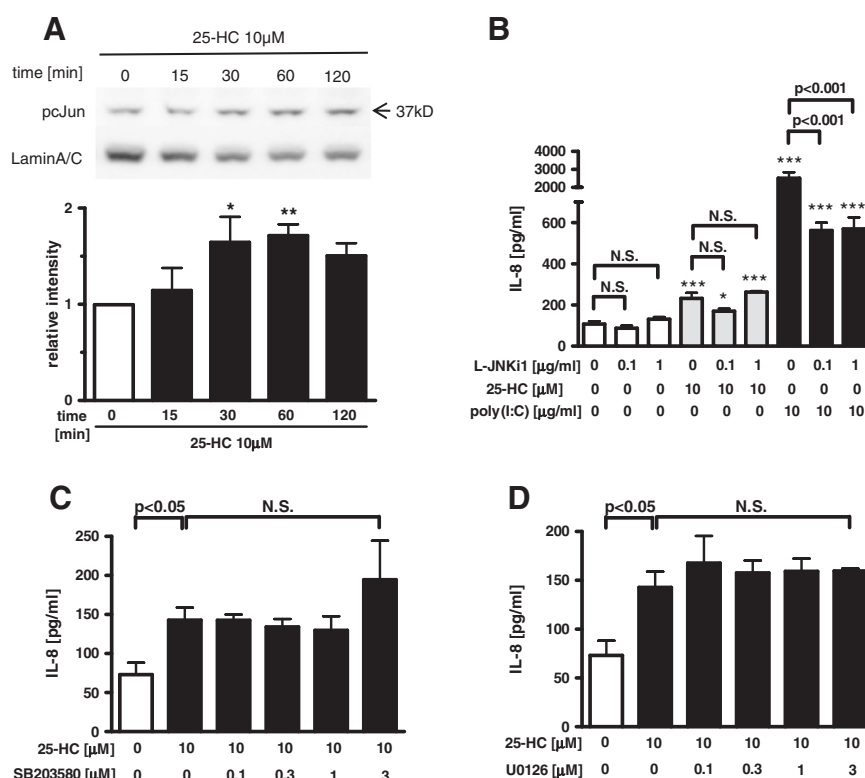 A
25-HC 10µM
time [min] 0 15 30 60 120
pcJun
37kD
LaminA/C
2
1
0
relative intensity
* **
time [min] 0 15 30 60 120
25-HC 10µM
B
p<0.001
p<0.001
4000
3000
2000
600
400
200
0
IL-8 [pg/ml]
N.S.
N.S.
N.S.
N.S.
*** * *** *** *** ***
L-JNKi1 [µg/ml] 0 0.1 1 0 0.1 1 0 0.1 1
25-HC [µM] 0 0 0 10 10 10 0 0 0
poly(I:C) [µg/ml] 0 0 0 0 0 0 10 10 10
C
p<0.05 N.S.
250
200
150
100
50
0
IL-8 [pg/ml]
25-HC [µM] 0 10 10 10 10 10
SB203580 [µM] 0 0 0.1 0.3 1 3
D
p<0.05 N.S.
200
150
100
50
0
IL-8 [pg/ml]
25-HC [µM] 0 10 10 10 10 10
U0126 [µM] 0 0 0.1 0.3 1 3